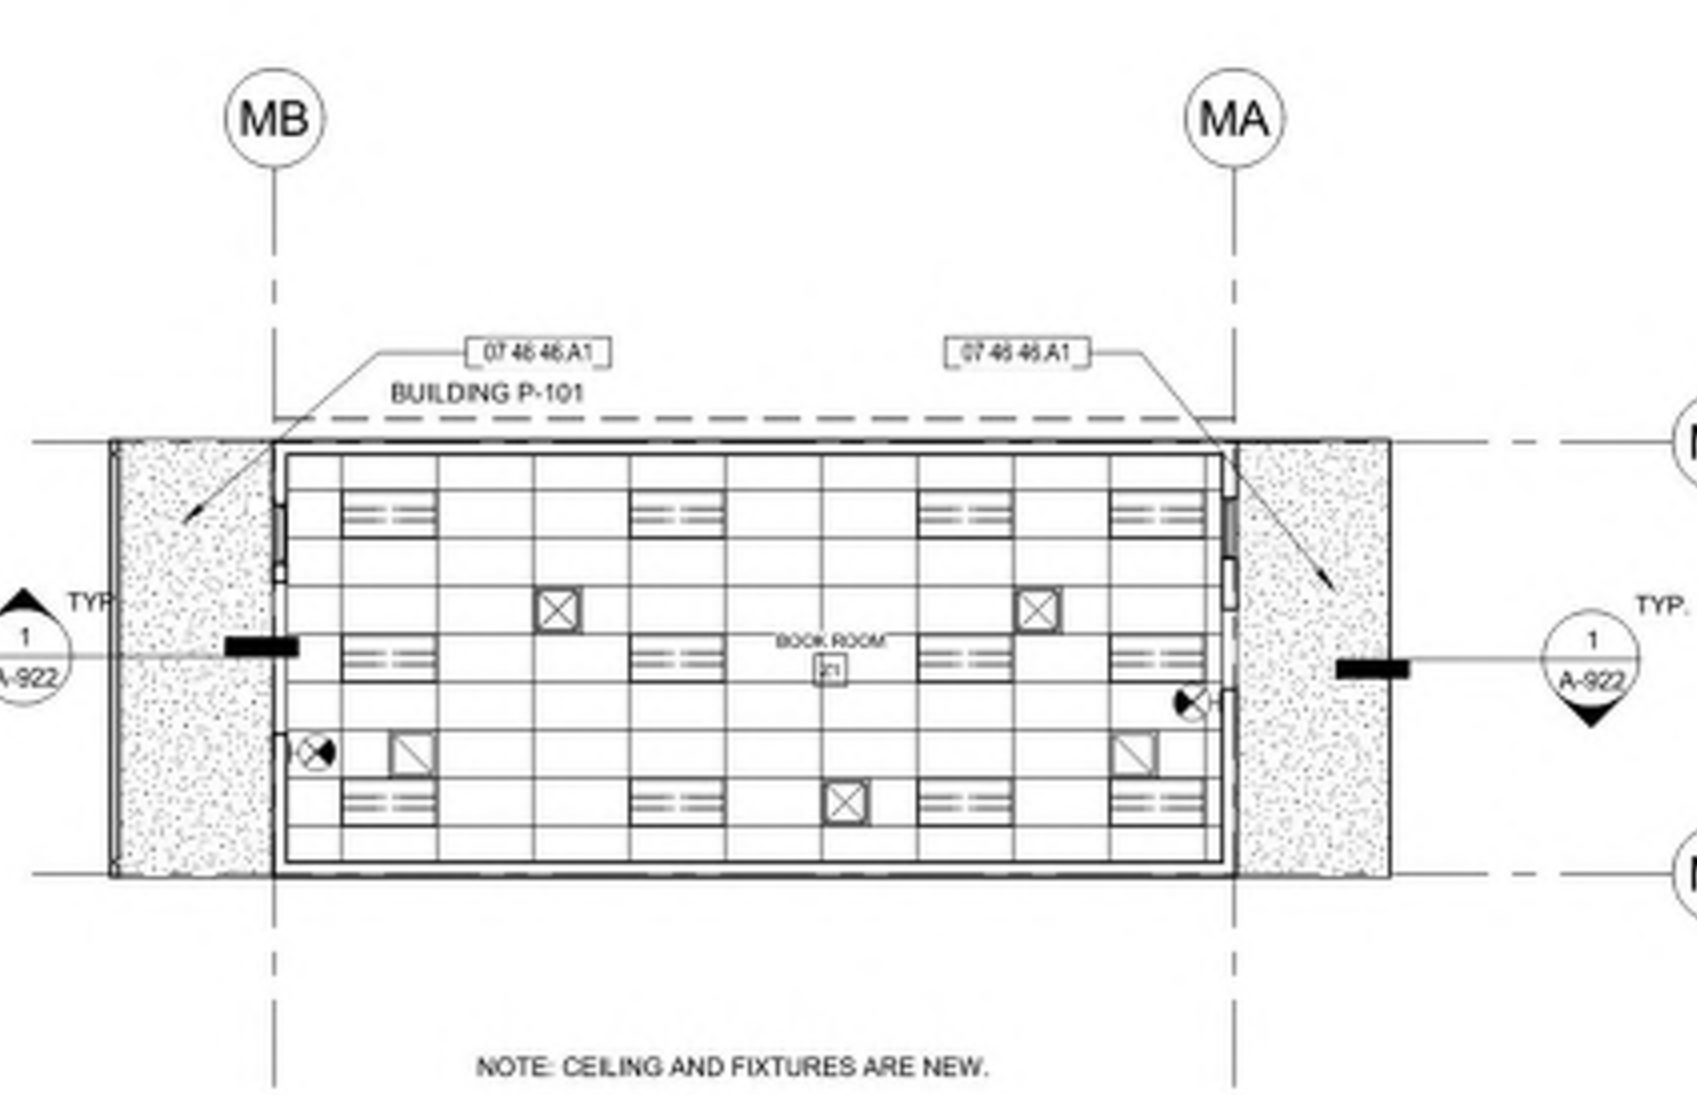 MB
MA
07 46 46.A1
07 46 46.A1
BUILDING P-101
TYP
TYP.
1
A-922
1
A-922
BOOK ROOM
NOTE: CEILING AND FIXTURES ARE NEW.